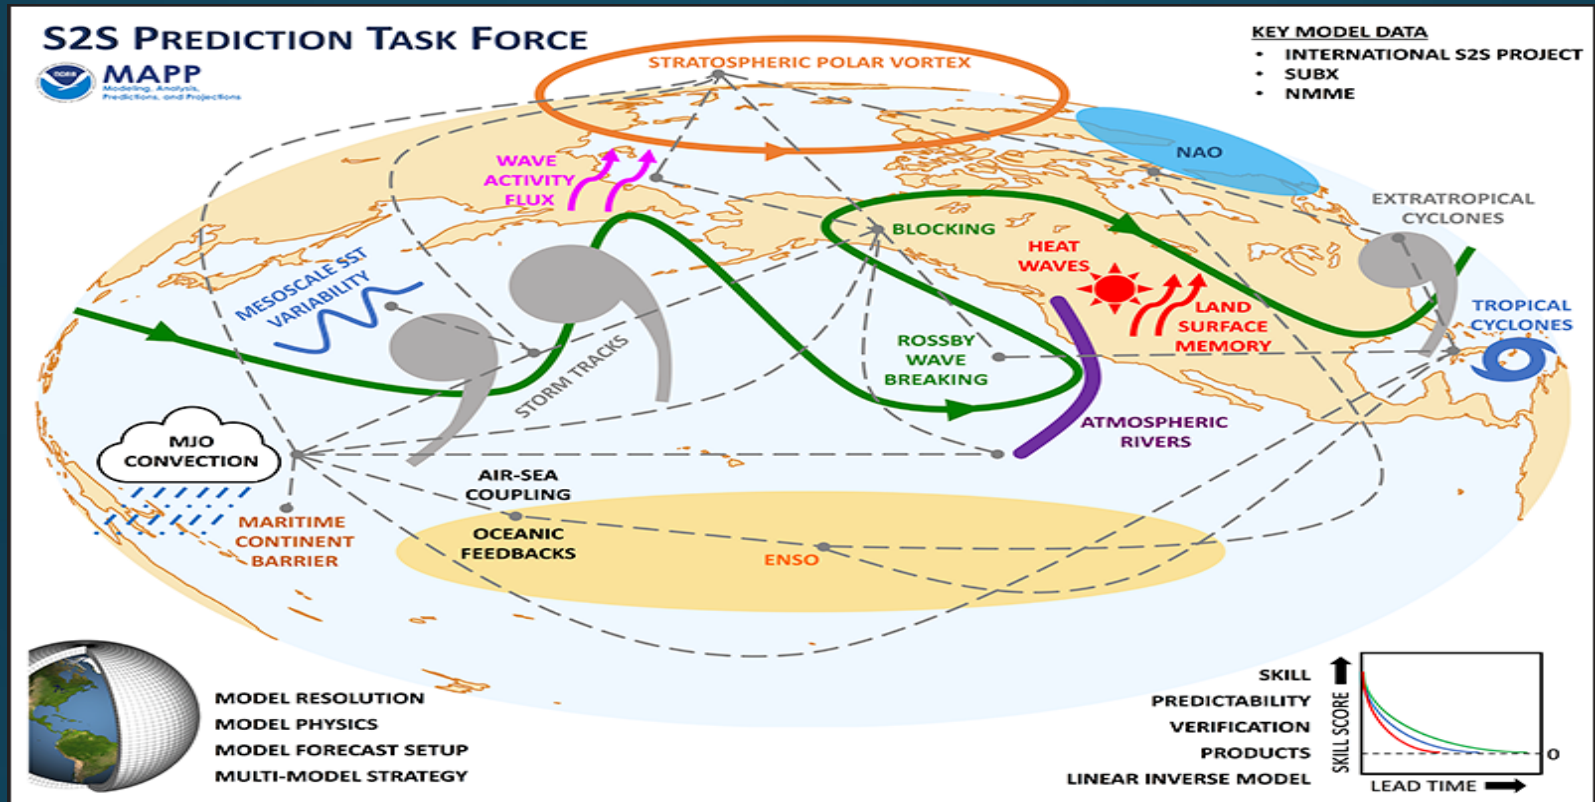 S2S PREDICTION TASK FORCE
NOAA
MAPP
Modeling, Analysis,
Predictions, and Projections
KEY MODEL DATA
• INTERNATIONAL S2S PROJECT
• SUBX
• NMME
STRATOSPHERIC POLAR VORTEX
WAVE
ACTIVITY
FLUX
NAO
EXTRATROPICAL
CYCLONES
BLOCKING
HEAT
WAVES
MESOSCALE SST
VARIABILITY
LAND
SURFACE
MEMORY
TROPICAL
CYCLONES
STORM TRACKS
ROSSBY
WAVE
BREAKING
ATMOSPHERIC
RIVERS
MJO
CONVECTION
AIR-SEA
COUPLING
MARITIME
CONTINENT
BARRIER
OCEANIC
FEEDBACKS
ENSO
MODEL RESOLUTION
MODEL PHYSICS
MODEL FORECAST SETUP
MULTI-MODEL STRATEGY
SKILL
PREDICTABILITY
VERIFICATION
PRODUCTS
LINEAR INVERSE MODEL
SKILL SCORE
0
LEAD TIME